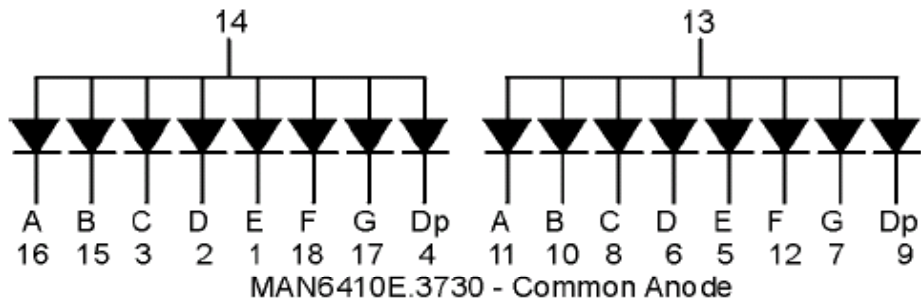 14 13
A B C D E F G Dp A B C D E F G Dp
16 15 3 2 1 18 17 4 11 10 8 6 5 12 7 9
MAN6410E.3730 - Common Anode